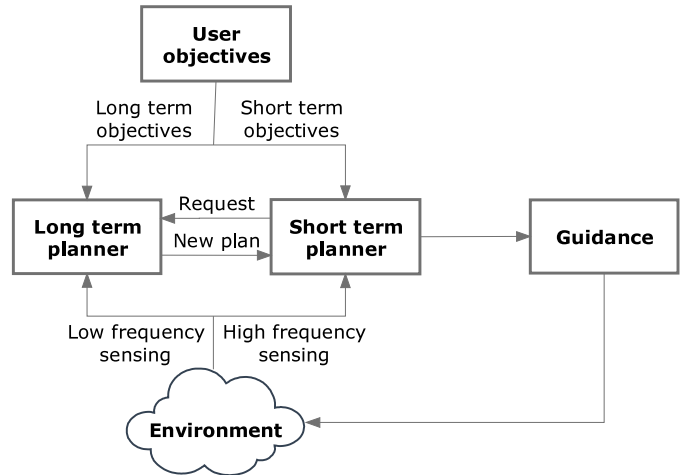 User
objectives
Long term
objectives
Short term
objectives
Long term
planner
Request
New plan
Short term
planner
Guidance
Low frequency
sensing
High frequency
sensing
Environment